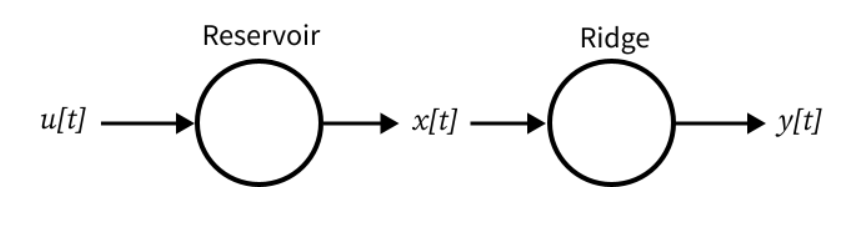 Reservoir
Ridge
u[t]
x[t]
y[t]